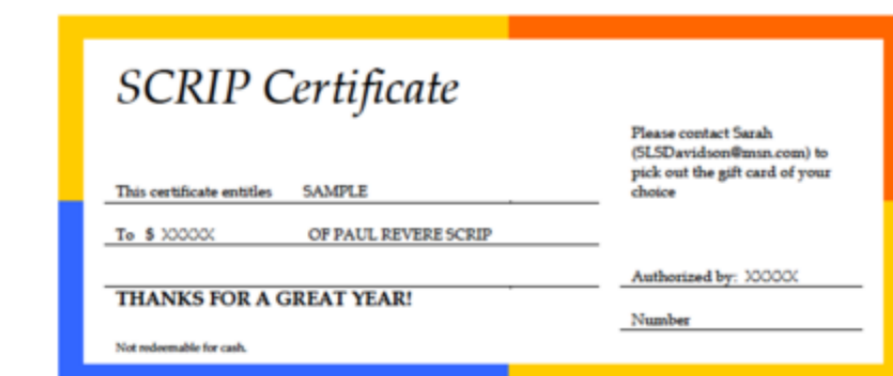 SCRIP Certificate
Please contact Sarah
(SLSDavidson@msn.com) to
pick out the gift card of your
choice
This certificate entitles SAMPLE
To $ XXXXX OF PAUL REVERE SCRIP
Authorized by: XXXXX
THANKS FOR A GREAT YEAR!
Number
Not redeemable for cash.